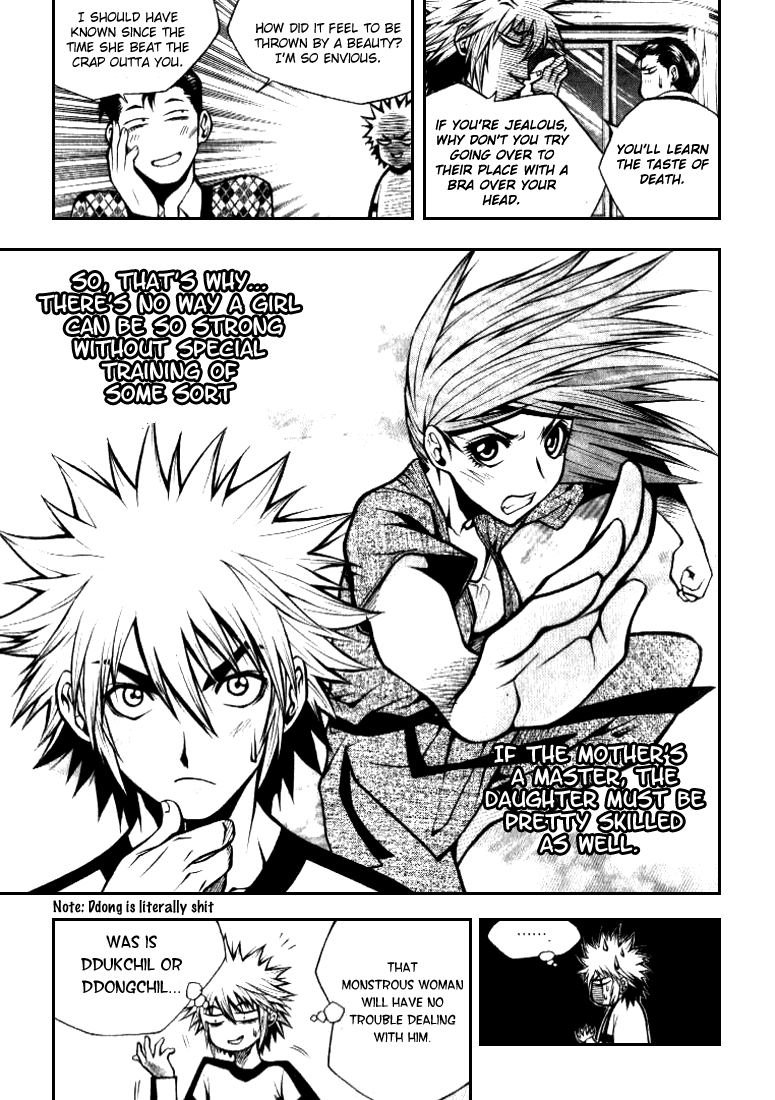 I SHOULD HAVE
KNOWN SINCE THE
TIME SHE BEAT THE
CRAP OUTTA YOU.
HOW DID IT FEEL TO BE
THROWN BY A BEAUTY?
I'M SO ENVIOUS.
IF YOU'RE JEALOUS,
WHY DON'T YOU TRY
GOING OVER TO
THEIR PLACE WITH A
BRA OVER YOUR
HEAD.
YOU'LL LEARN
THE TASTE OF
DEATH.
SO, THAT'S WHY...
THERE'S NO WAY A GIRL
CAN BE SO STRONG
WITHOUT SPECIAL
TRAINING OF
SOME SORT
IF THE MOTHER'S
A MASTER, THE
DAUGHTER MUST BE
PRETTY SKILLED
AS WELL.
Note: Ddong is literally shit
WAS IS
DDUKCHIL OR
DDONGCHIL...
THAT
MONSTROUS WOMAN
WILL HAVE NO
TROUBLE DEALING
WITH HIM.
......